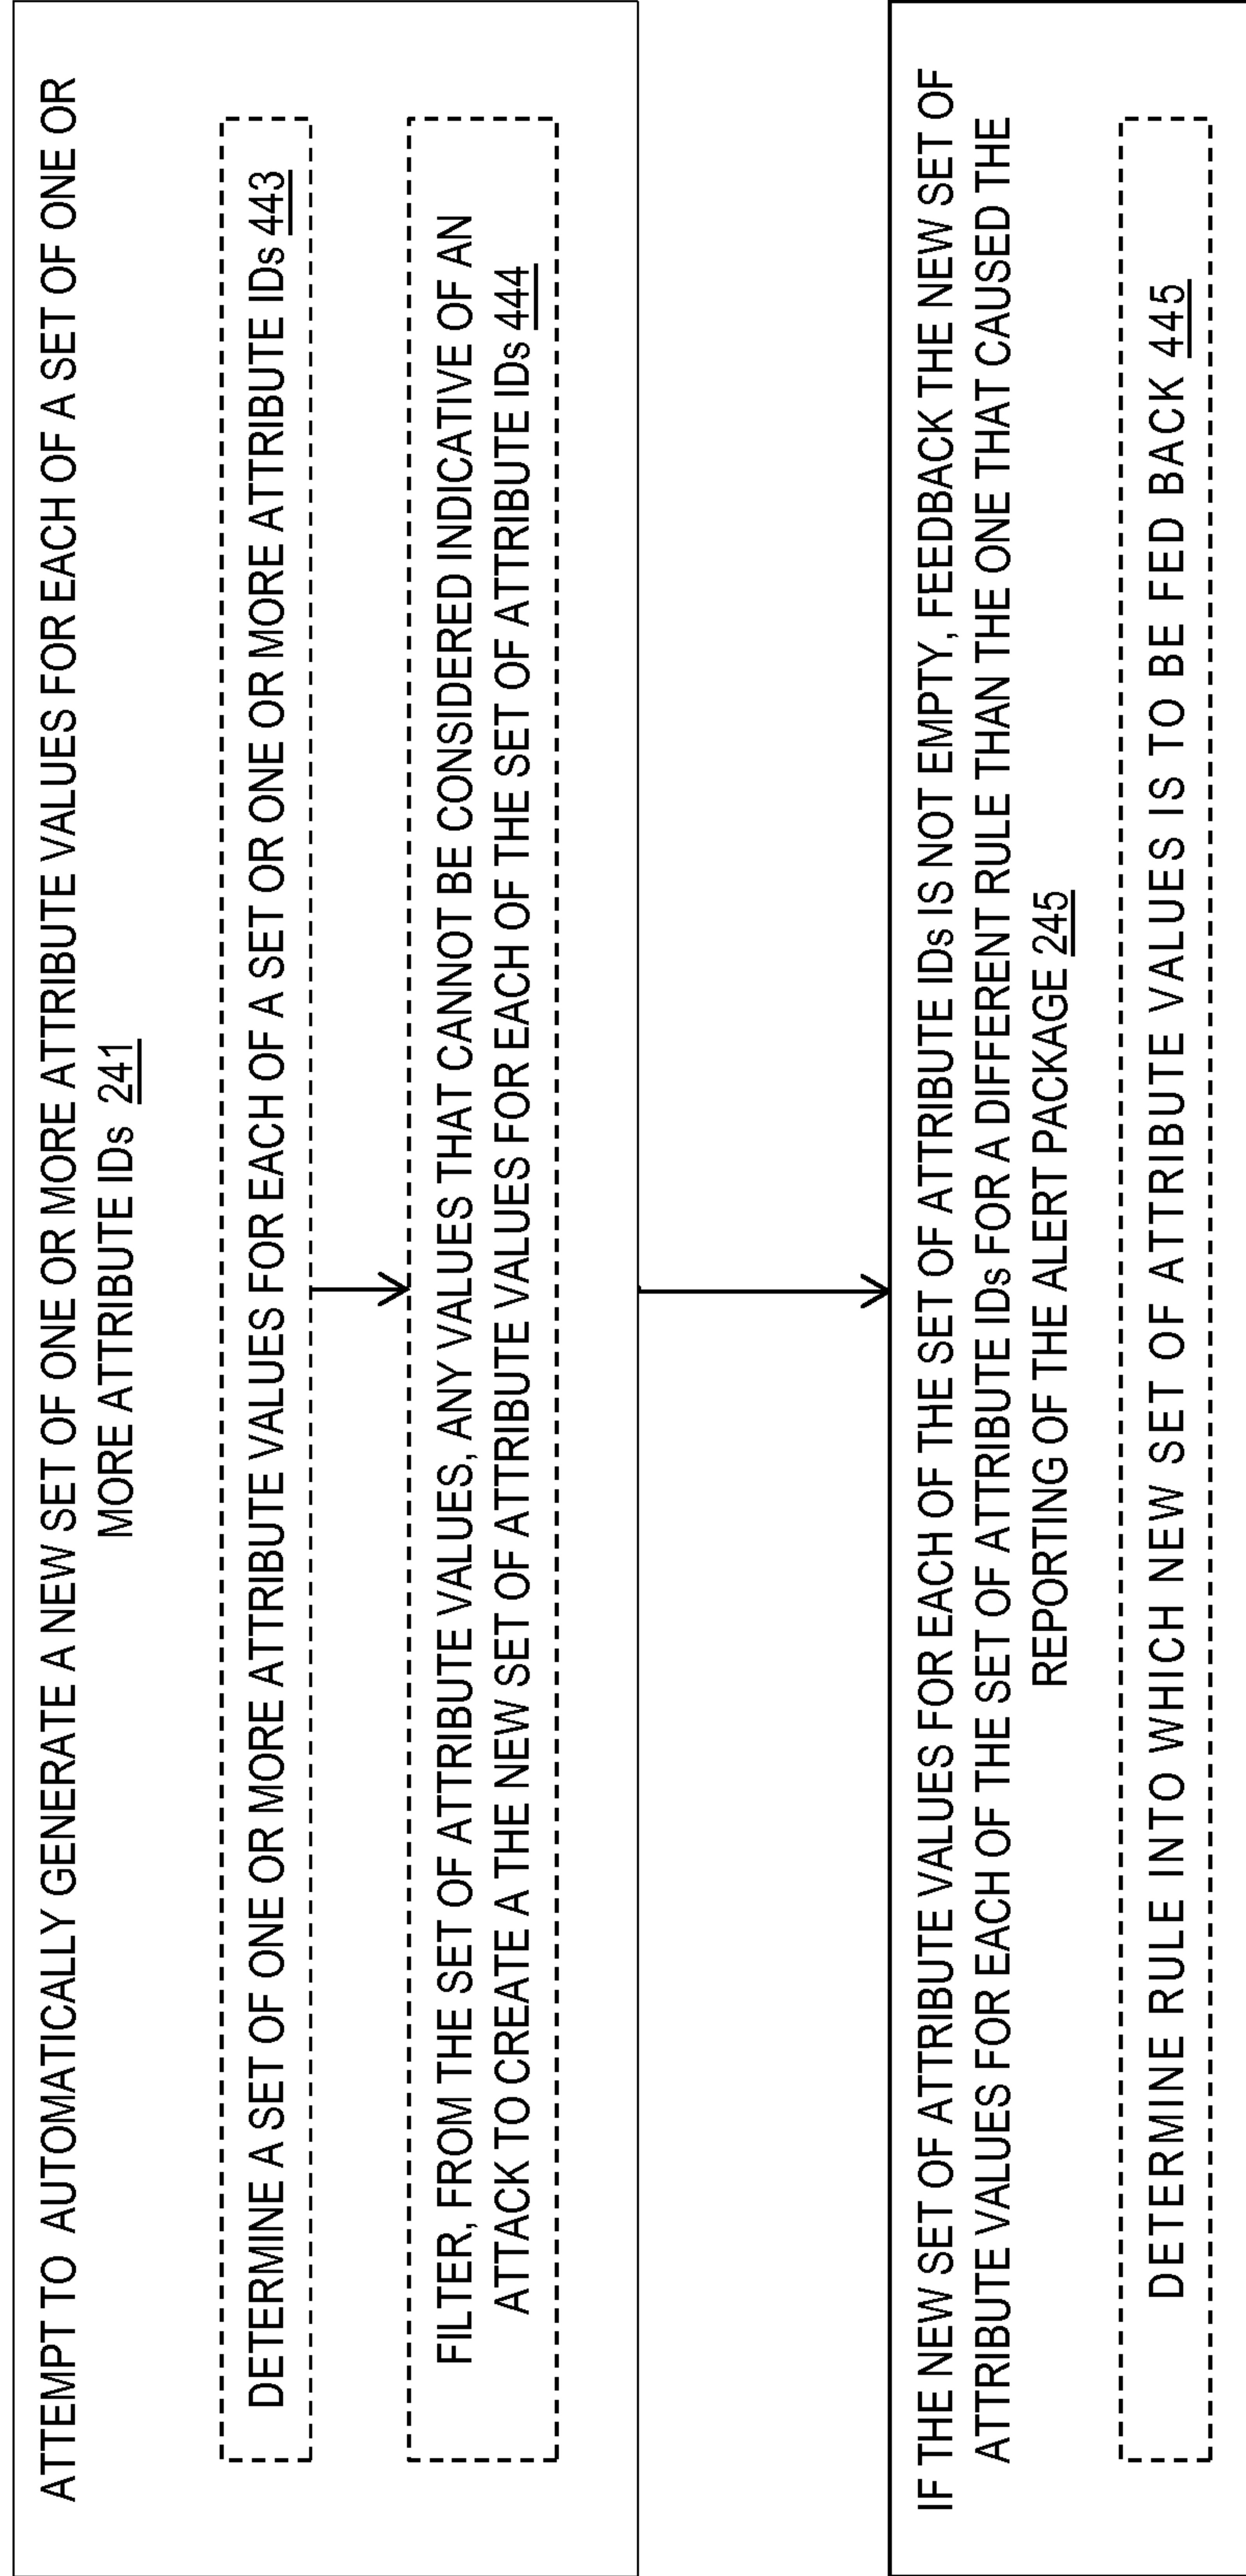 ATTEMPT TO AUTOMATICALLY GENERATE A NEW SET OF ONE OR MORE ATTRIBUTE VALUES FOR EACH OF A SET OF ONE OR
MORE ATTRIBUTE IDs 241
DETERMINE A SET OF ONE OR MORE ATTRIBUTE VALUES FOR EACH OF A SET OR ONE OR MORE ATTRIBUTE IDs 443
FILTER, FROM THE SET OF ATTRIBUTE VALUES, ANY VALUES THAT CANNOT BE CONSIDERED INDICATIVE OF AN
ATTACK TO CREATE A THE NEW SET OF ATTRIBUTE VALUES FOR EACH OF THE SET OF ATTRIBUTE IDs 444
IF THE NEW SET OF ATTRIBUTE VALUES FOR EACH OF THE SET OF ATTRIBUTE IDs IS NOT EMPTY, FEEDBACK THE NEW SET OF
ATTRIBUTE VALUES FOR EACH OF THE SET OF ATTRIBUTE IDs FOR A DIFFERENT RULE THAN THE ONE THAT CAUSED THE
REPORTING OF THE ALERT PACKAGE 245
DETERMINE RULE INTO WHICH NEW SET OF ATTRIBUTE VALUES IS TO BE FED BACK 445